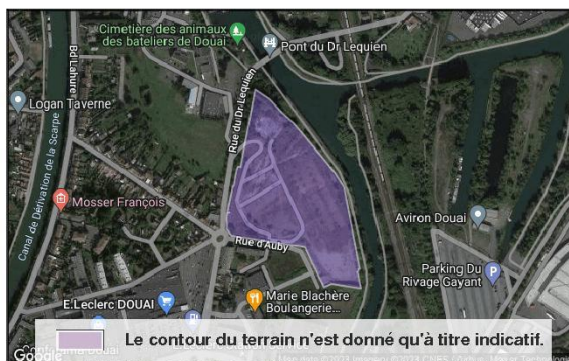 Cimetière des animaux
des bateliers de Douai
Pont du Dr Lequien
Bd Lahure
Rue du Dr Lequien
Logan Taverne
Canal de Dérivation de la Scarpe
Mosser François
Rue d'Auby
Aviron Douai
Parking Du
Rivage Gayant
E.Leclerc DOUAI
Marie Blachère
Boulangerie...
Le contour du terrain n'est donné qu'à titre indicatif.
Google